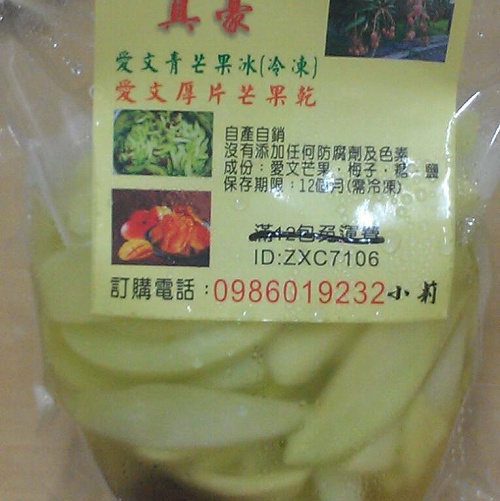 真豪
愛文青芒果冰(冷凍)
愛文厚片芒果乾
自產自銷
沒有添加任何防腐劑及色素
成份：愛文芒果，梅子，糖，鹽
保存期限：12個月(需冷凍)
滿12包免運費
ID:ZXC7106
訂購電話：0986019232小莉